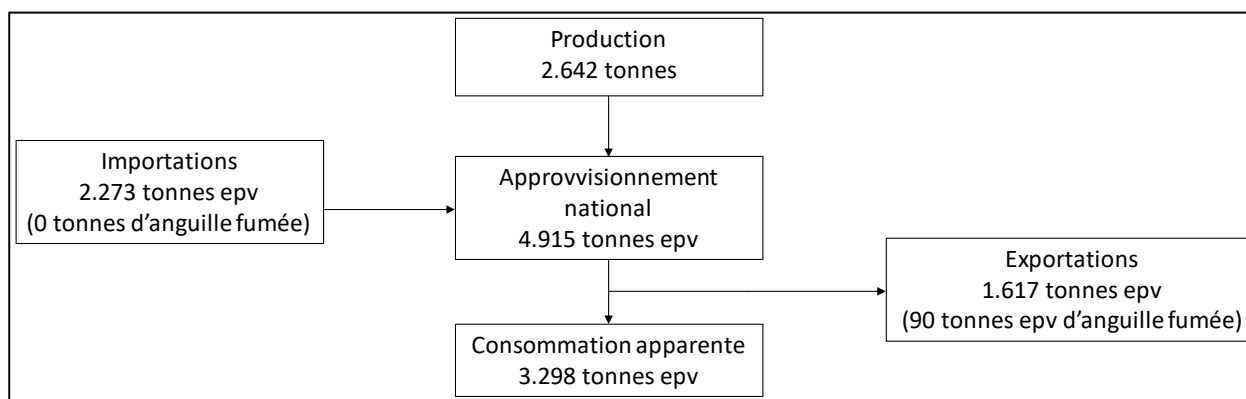 Production
2.642 tonnes
Importations
2.273 tonnes epv
(0 tonnes d'anguille fumée)
Approvvisionnement
national
4.915 tonnes epv
Exportations
1.617 tonnes epv
(90 tonnes epv d'anguille fumée)
Consommation apparente
3.298 tonnes epv